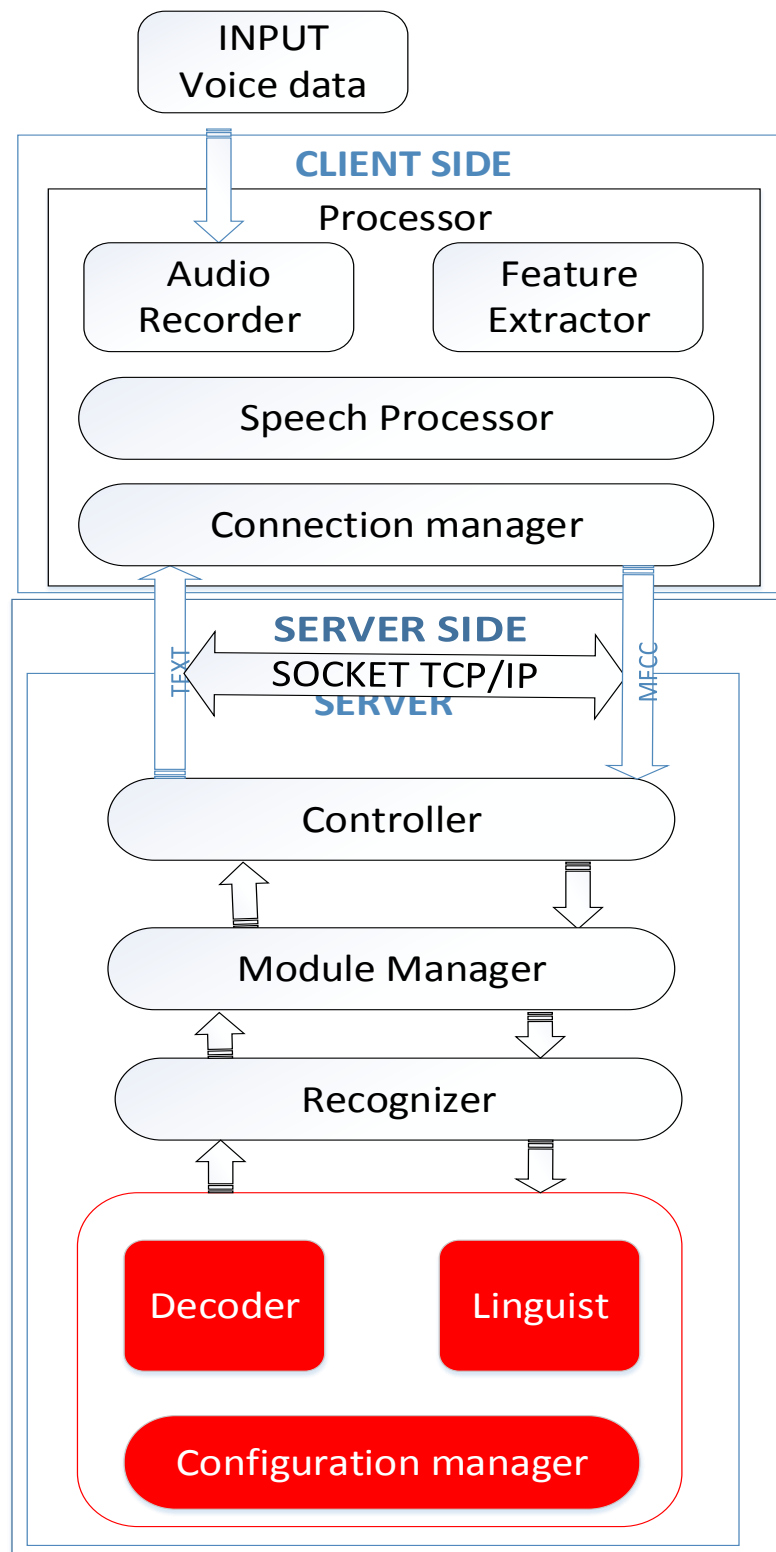 INPUT
Voice data
CLIENT SIDE
Processor
Audio
Recorder
Feature
Extractor
Speech Processor
Connection manager
SERVER SIDE
TEXT
SOCKET TCP/IP
MFCC
SERVER
Controller
Module Manager
Recognizer
Decoder
Linguist
Configuration manager